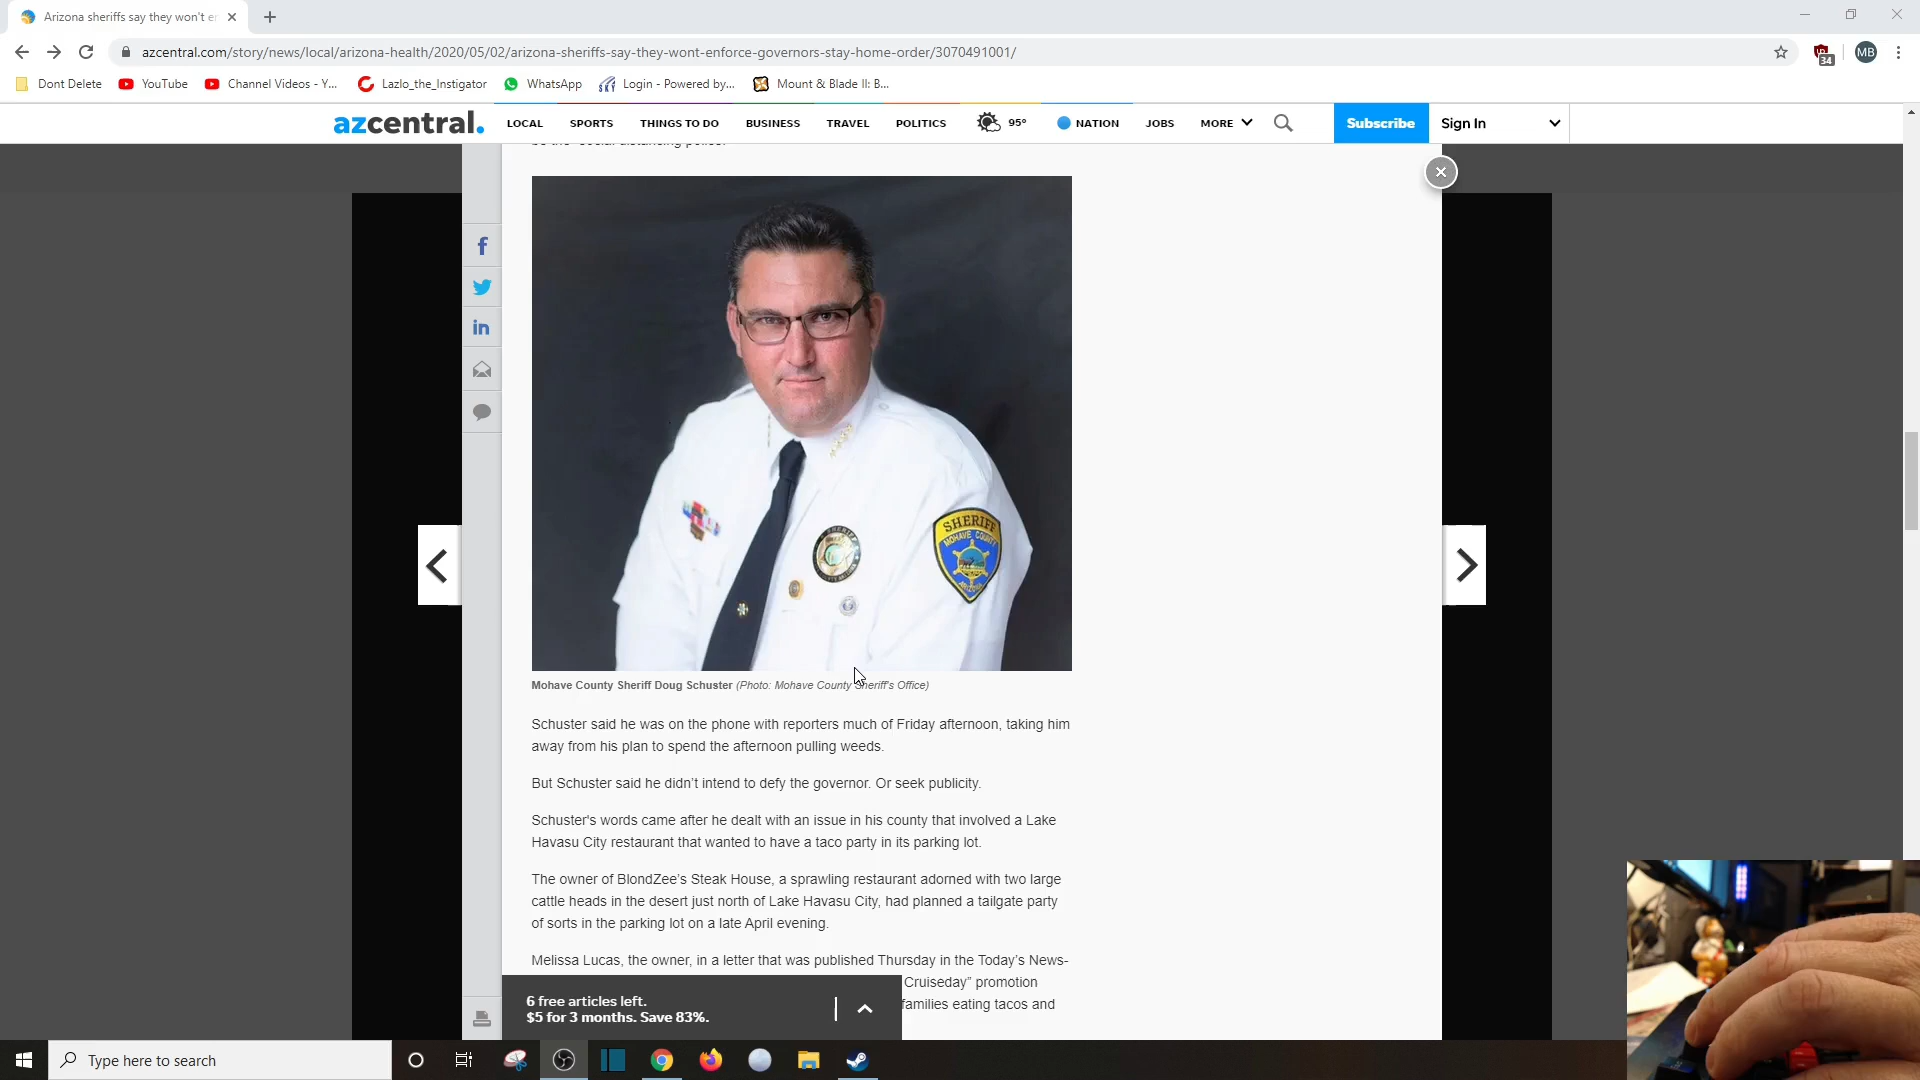 Arizona sheriffs say they won't en
azcentral.com/story/news/local/arizona-health/2020/05/02/arizona-sheriffs-say-they-wont-enforce-governors-stay-home-order/3070491001/
34
MB
Dont Delete YouTube Channel Videos - Y... Lazlo_the_Instigator WhatsApp Login - Powered by... Mount & Blade II: B...
azcentral. LOCAL SPORTS THINGS TO DO BUSINESS TRAVEL POLITICS 95° NATION JOBS MORE Subscribe Sign In
SHERIFF
MOHAVE COUNTY
ARIZONA
Mohave County Sheriff Doug Schuster (Photo: Mohave County Sheriff's Office)
Schuster said he was on the phone with reporters much of Friday afternoon, taking him
away from his plan to spend the afternoon pulling weeds.
But Schuster said he didn't intend to defy the governor. Or seek publicity.
Schuster's words came after he dealt with an issue in his county that involved a Lake
Havasu City restaurant that wanted to have a taco party in its parking lot.
The owner of BlondZee's Steak House, a sprawling restaurant adorned with two large
cattle heads in the desert just north of Lake Havasu City, had planned a tailgate party
of sorts in the parking lot on a late April evening.
Melissa Lucas, the owner, in a letter that was published Thursday in the Today's News-
Cruiseday" promotion
families eating tacos and
6 free articles left.
$5 for 3 months. Save 83%.
Type here to search